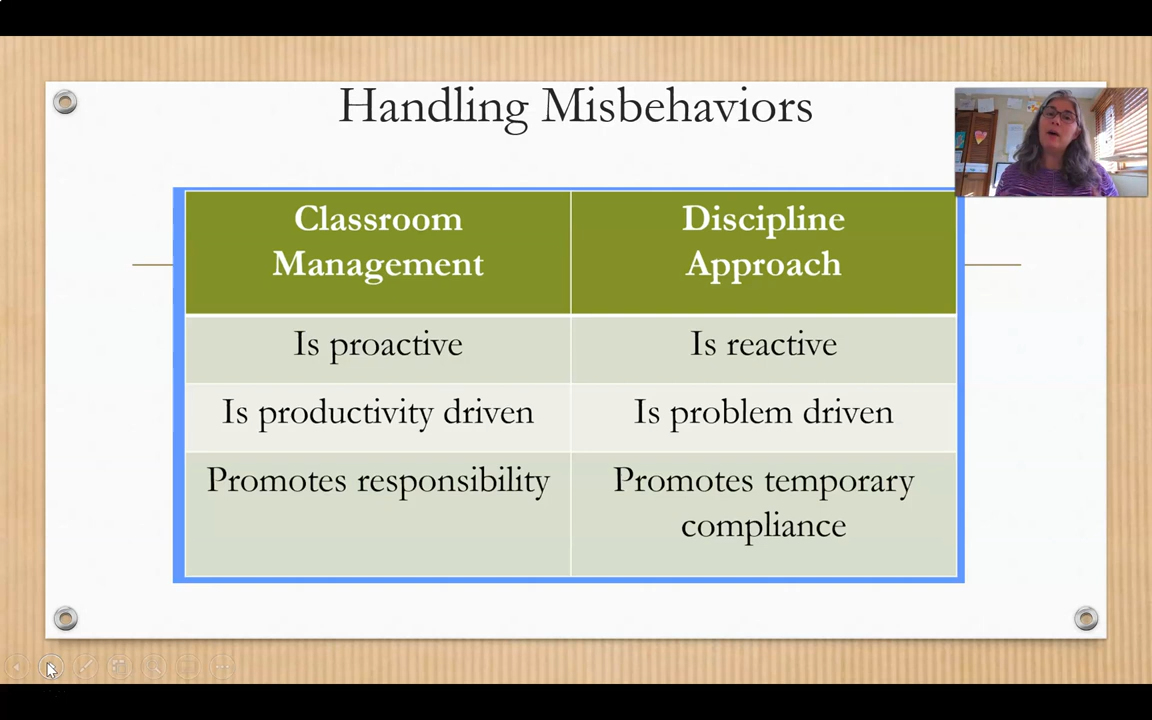 Handling Misbehaviors
Classroom
Management
Discipline
Approach
Is proactive
Is reactive
Is productivity driven
Is problem driven
Promotes responsibility
Promotes temporary
compliance